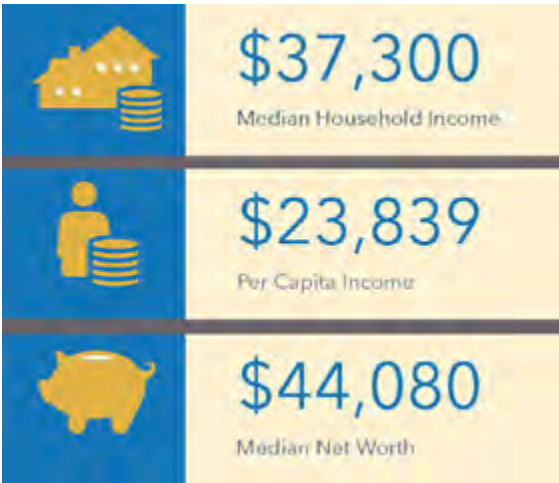 $37,300
Median Household Income
$23,839
Per Capita Income
$44,080
Median Net Worth